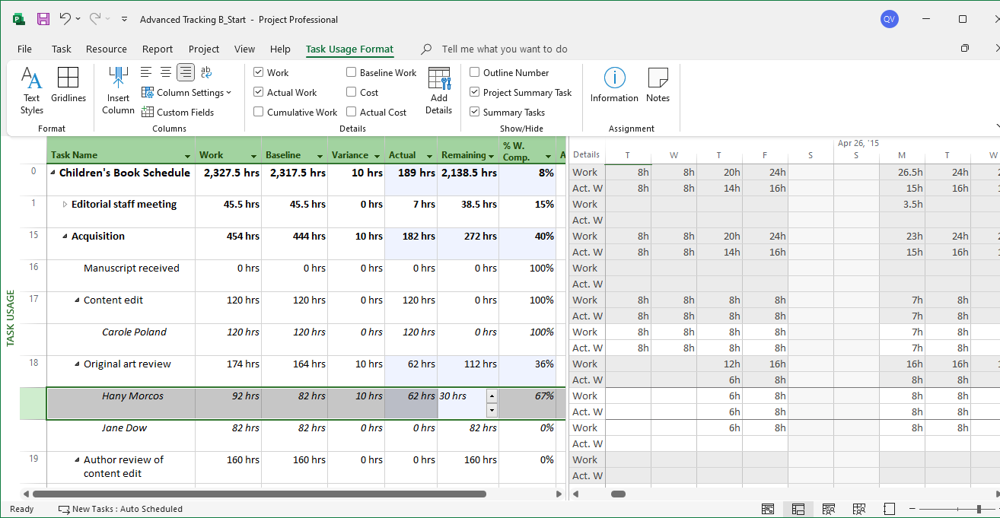 Advanced Tracking B_Start - Project Professional
QV
File Task Resource Report Project View Help Task Usage Format Tell me what you want to do
Text Styles
Gridlines
Format
Insert Column
ab
Column Settings
Custom Fields
Columns
Work
Actual Work
Cumulative Work
Baseline Work
Cost
Actual Cost
Add Details
Details
Outline Number
Project Summary Task
Summary Tasks
Show/Hide
Information
Notes
Assignment
TASK USAGE
Task Name Work Baseline Variance Actual Remaining % W. Comp. A
0 Children's Book Schedule 2,327.5 hrs 2,317.5 hrs 10 hrs 189 hrs 2,138.5 hrs 8%
1 Editorial staff meeting 45.5 hrs 45.5 hrs 0 hrs 7 hrs 38.5 hrs 15%
15 Acquisition 454 hrs 444 hrs 10 hrs 182 hrs 272 hrs 40%
16 Manuscript received 0 hrs 0 hrs 0 hrs 0 hrs 0 hrs 100%
17 Content edit 120 hrs 120 hrs 0 hrs 120 hrs 0 hrs 100%
Carole Poland 120 hrs 120 hrs 0 hrs 120 hrs 0 hrs 100%
18 Original art review 174 hrs 164 hrs 10 hrs 62 hrs 112 hrs 36%
Hany Morcos 92 hrs 82 hrs 10 hrs 62 hrs 30 hrs 67%
Jane Dow 82 hrs 82 hrs 0 hrs 0 hrs 82 hrs 0%
19 Author review of content edit 160 hrs 160 hrs 0 hrs 0 hrs 160 hrs 0%
Apr 26, '15
Details T W T F S S M T W
Work 8h 8h 20h 24h 26.5h 24h
Act. W 8h 8h 14h 16h 15h 16h
Work 3.5h
Act. W
Work 8h 8h 20h 24h 23h 24h
Act. W 8h 8h 14h 16h 15h 16h
Work
Act. W
Work 8h 8h 8h 8h 7h 8h
Act. W 8h 8h 8h 8h 7h 8h
Work 8h 8h 8h 8h 7h 8h
Act. W 8h 8h 8h 8h 7h 8h
Work 12h 16h 16h 16h
Act. W 6h 8h 8h 8h
Work 6h 8h 8h 8h
Act. W 6h 8h 8h 8h
Work 6h 8h 8h 8h
Act. W
Work
Act. W
Ready New Tasks : Auto Scheduled